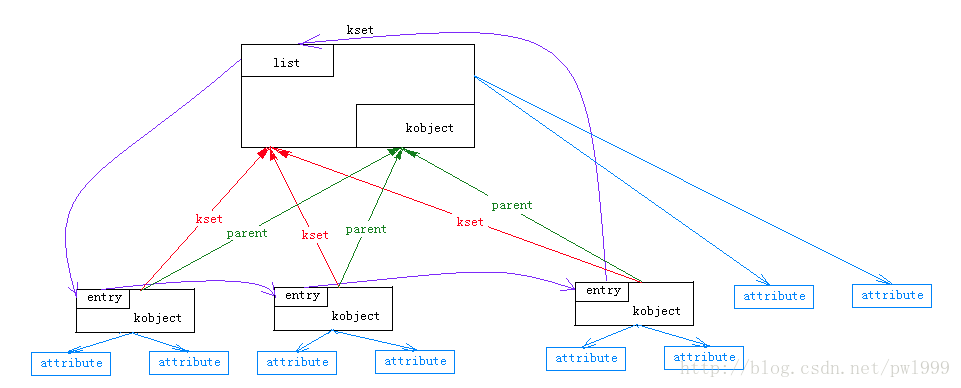 kset
list
kobject
kset
parent
kset
parent
kset
parent
entry
kobject
entry
kobject
entry
kobject
attribute
attribute
attribute
attribute
attribute
attribute
attribute
attribute
http://blog.csdn.net/pwl999